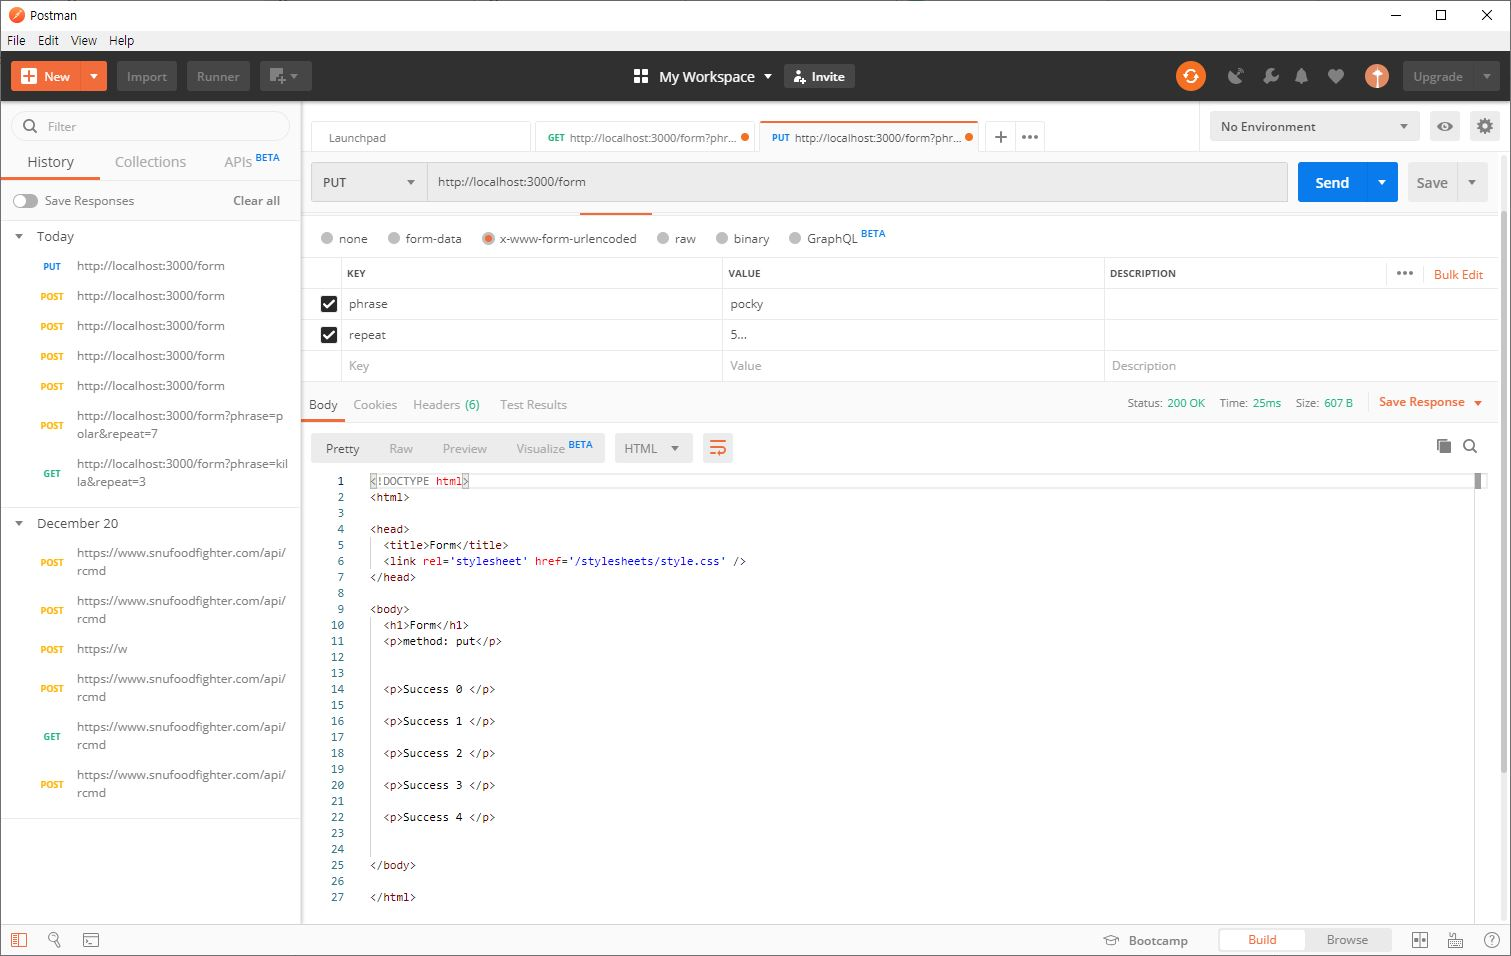 Postman
File Edit View Help
New Import Runner My Workspace Invite Upgrade
Filter
History Collections APIs BETA
Save Responses Clear all
Today
PUT http://localhost:3000/form
POST http://localhost:3000/form
POST http://localhost:3000/form
POST http://localhost:3000/form
POST http://localhost:3000/form
POST http://localhost:3000/form?phrase=p
olar&repeat=7
GET http://localhost:3000/form?phrase=kil
la&repeat=3
December 20
POST https://www.snufoodfighter.com/api/
rcmd
POST https://www.snufoodfighter.com/api/
rcmd
POST https://w
POST https://www.snufoodfighter.com/api/
rcmd
GET https://www.snufoodfighter.com/api/
rcmd
POST https://www.snufoodfighter.com/api/
rcmd
Launchpad GET http://localhost:3000/form?phr... PUT http://localhost:3000/form?phr... No Environment
PUT http://localhost:3000/form Send Save
none form-data x-www-form-urlencoded raw binary GraphQL BETA
KEY VALUE DESCRIPTION Bulk Edit
phrase pocky
repeat 5...
Key Value Description
Body Cookies Headers (6) Test Results Status: 200 OK Time: 25ms Size: 607 B Save Response
Pretty Raw Preview Visualize BETA HTML
1 <!DOCTYPE html>
2 <html>
3
4 <head>
5 <title>Form</title>
6 <link rel='stylesheet' href='/stylesheets/style.css' />
7 </head>
8
9 <body>
10 <h1>Form</h1>
11 <p>method: put</p>
12
13
14 <p>Success 0 </p>
15
16 <p>Success 1 </p>
17
18 <p>Success 2 </p>
19
20 <p>Success 3 </p>
21
22 <p>Success 4 </p>
23
24
25 </body>
26
27 </html>
Bootcamp Build Browse